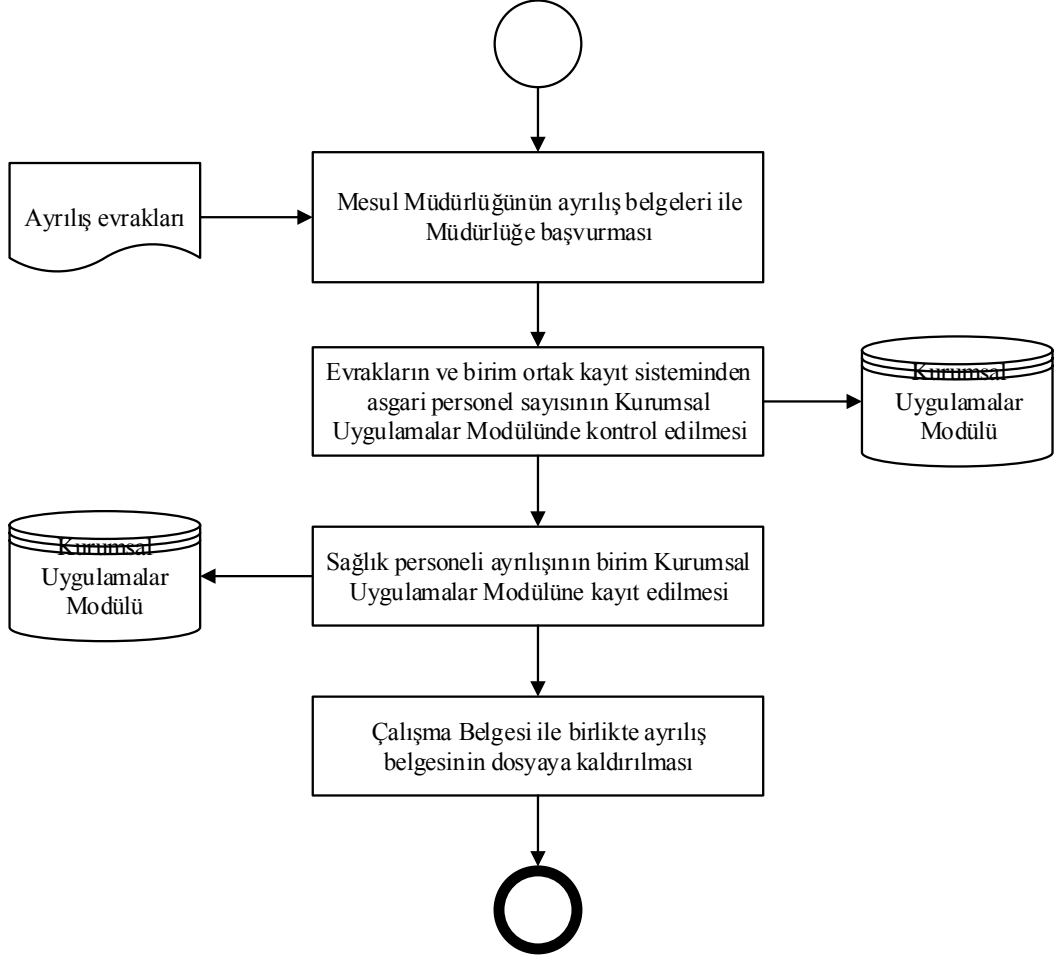 Ayrılış evrakları
Mesul Müdürlüğünün ayrılış belgeleri ile
Müdürlüğe başvurması
Evrakların ve birim ortak kayıt sisteminden
asgari personel sayısının Kurumsal
Uygulamalar Modülünde kontrol edilmesi
Kurumsal
Uygulamalar
Modülü
Kurumsal
Uygulamalar
Modülü
Sağlık personeli ayrılışının birim Kurumsal
Uygulamalar Modülüne kayıt edilmesi
Çalışma Belgesi ile birlikte ayrılış
belgesinin dosyaya kaldırılması